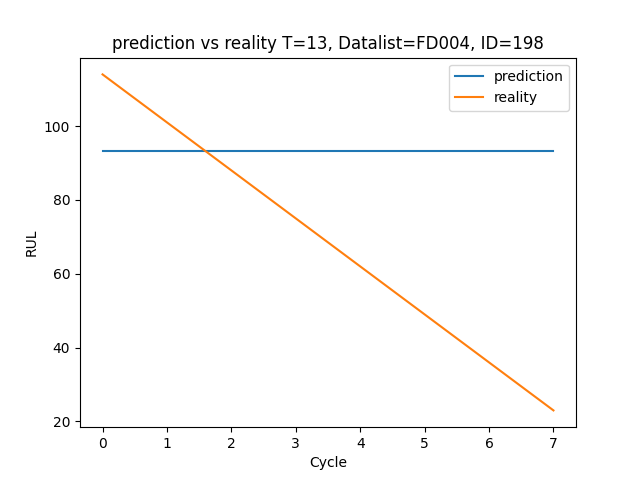 prediction vs reality T=13, Datalist=FD004, ID=198
prediction
reality
RUL
100
80
60
40
20
0 1 2 3 4 5 6 7
Cycle